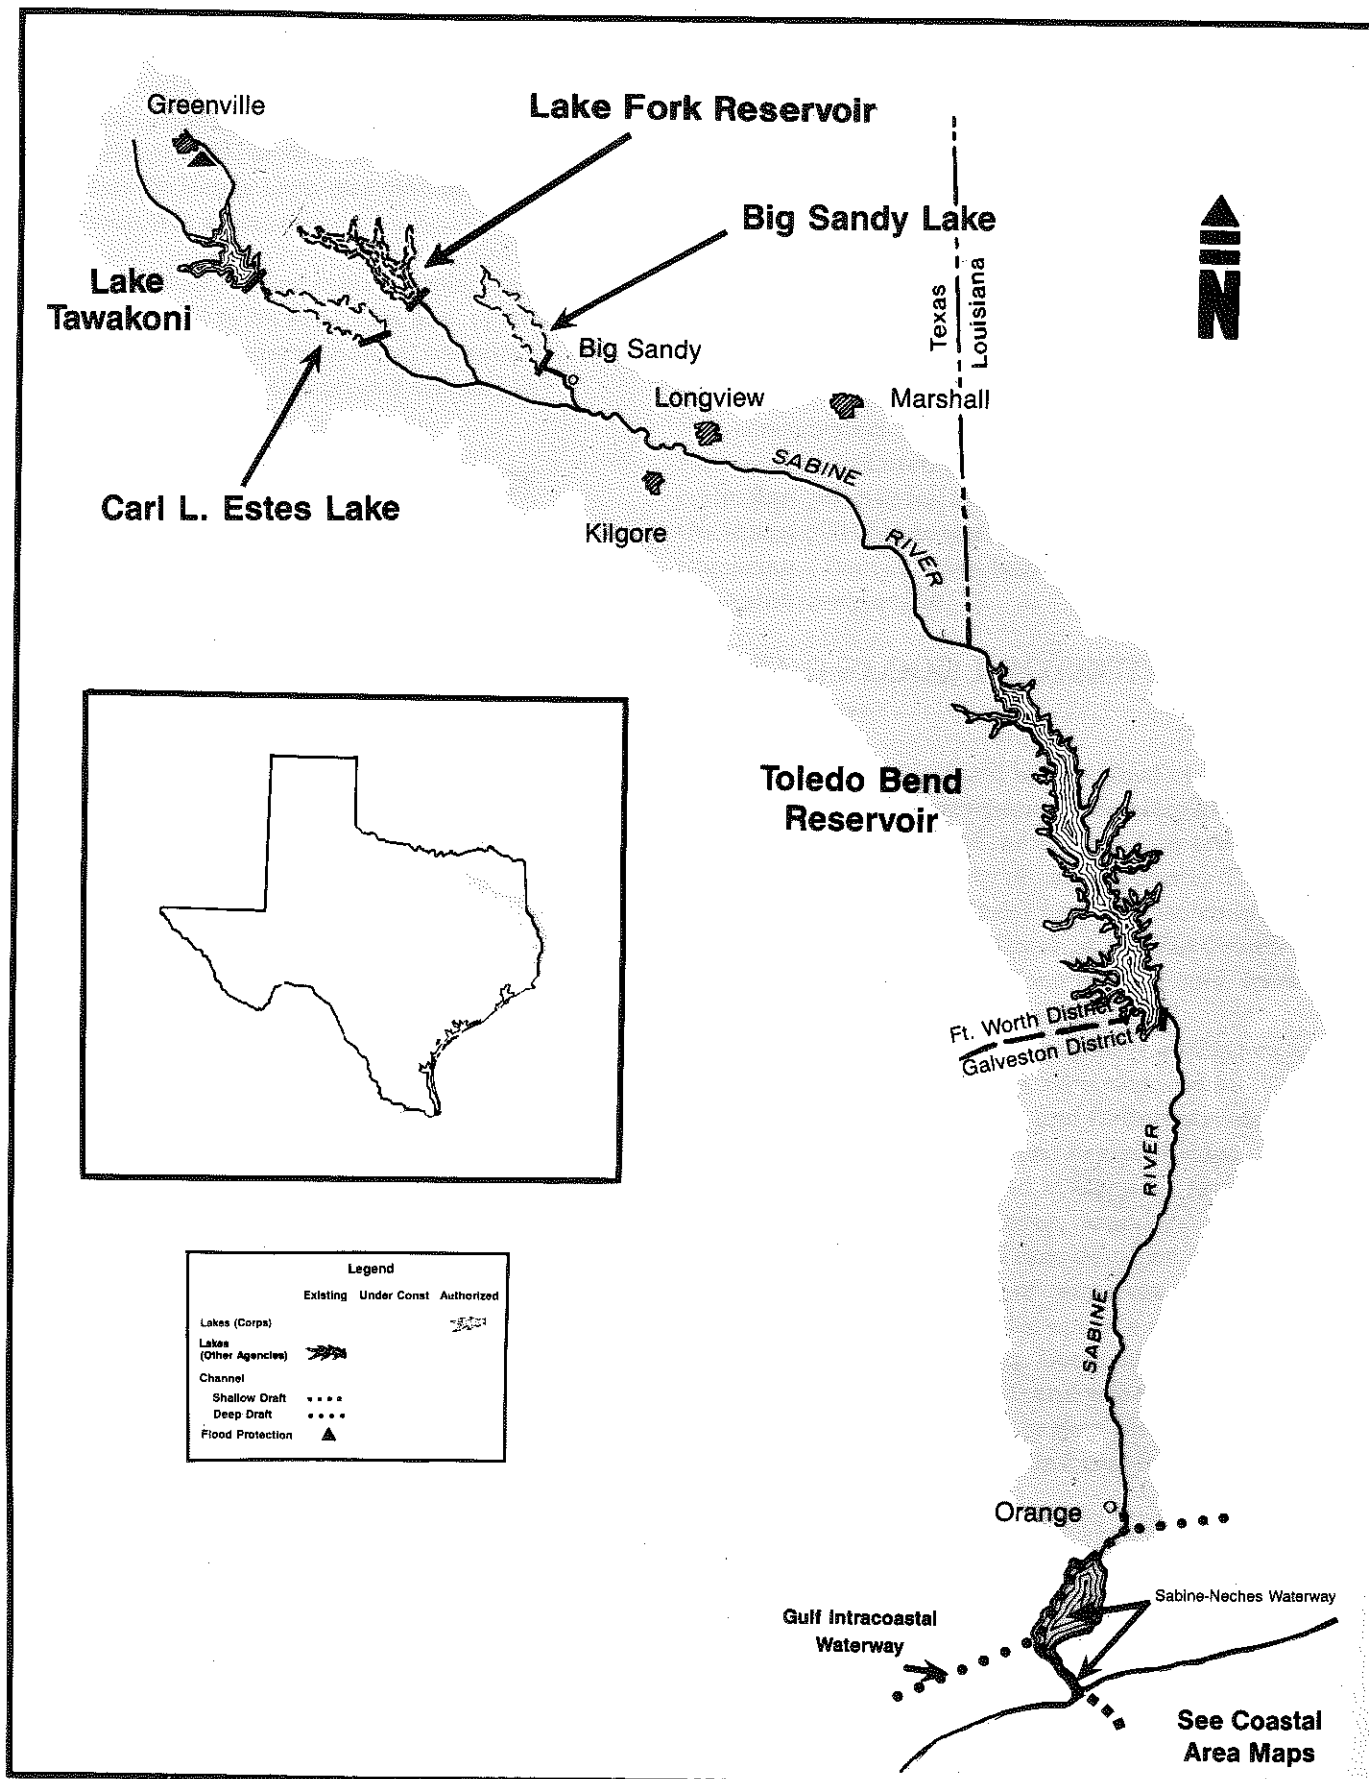 Greenville
Lake Fork Reservoir
Big Sandy Lake
Lake
Tawakoni
Texas
Louisiana
N
Big Sandy
Longview
Marshall
SABINE
RIVER
Carl L. Estes Lake
Kilgore
Toledo Bend
Reservoir
Ft. Worth District
Galveston District
RIVER
SABINE
Legend
Existing Under Const Authorized
Lakes (Corps)
Lakes
(Other Agencies)
Channel
Shallow Draft
Deep Draft
Flood Protection
Orange
Sabine-Neches Waterway
Gulf Intracoastal
Waterway
See Coastal
Area Maps